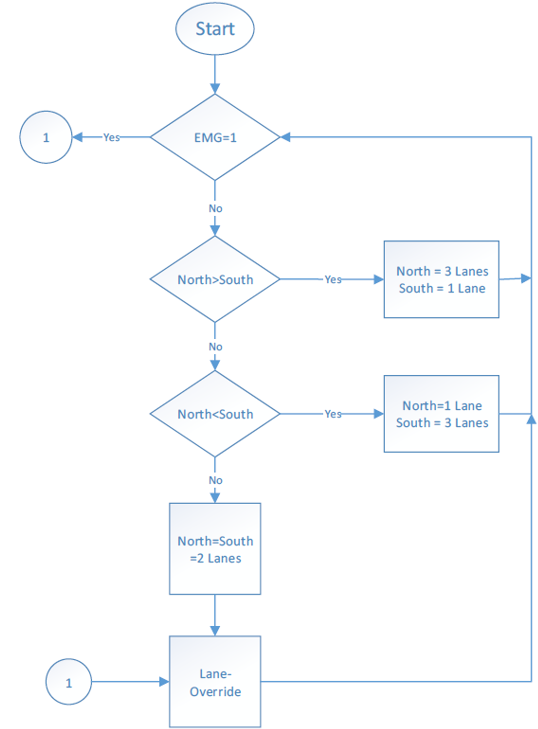 Start
EMG=1
Yes
1
No
North>South
Yes
North = 3 Lanes
South = 1 Lane
No
North<South
Yes
North=1 Lane
South = 3 Lanes
No
North=South
=2 Lanes
1
Lane-
Override